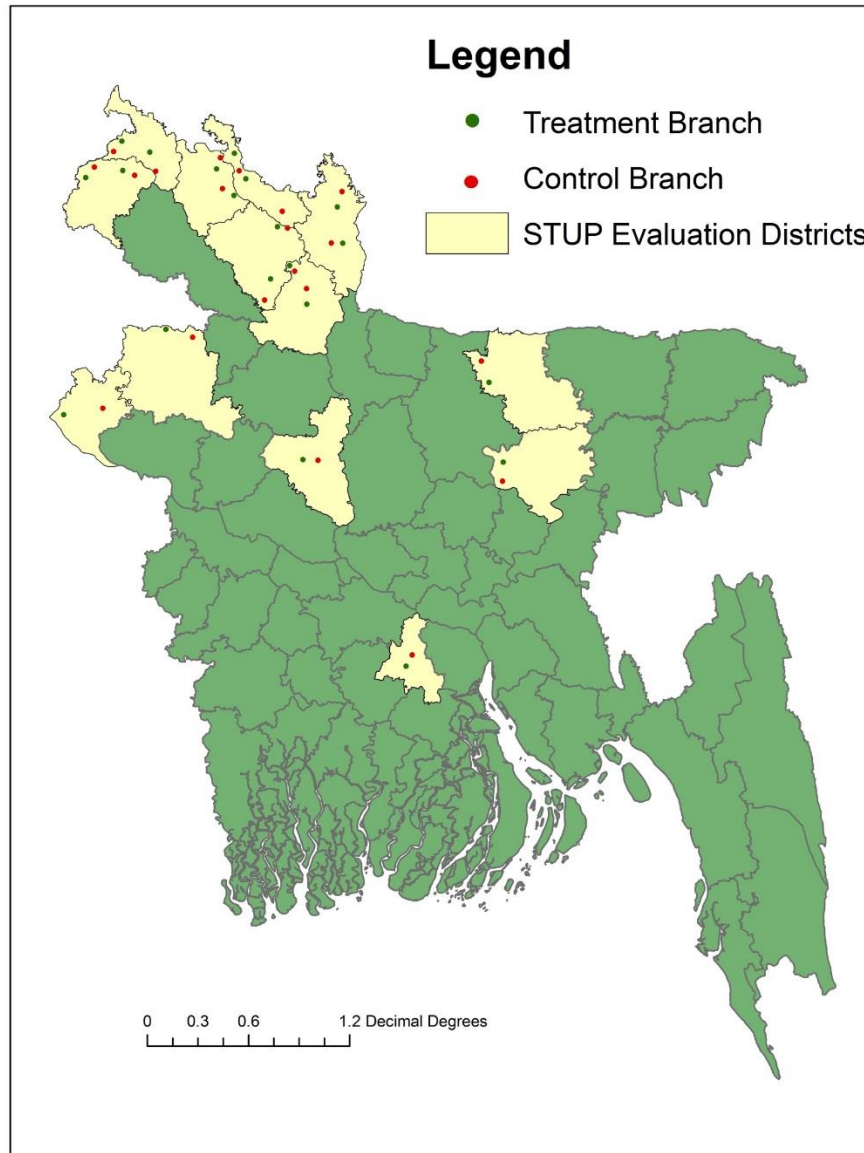 Legend
Treatment Branch
Control Branch
STUP Evaluation Districts
0 0.3 0.6 1.2 Decimal Degrees